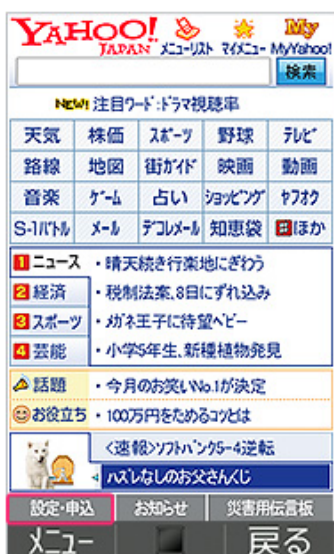 YAHOO!
JAPAN
メニューリスト マイメニュー My Yahoo!
検索
NEW! 注目ワード:ドラマ視聴率
天気 株価 スポーツ 野球 テレビ
路線 地図 街ガイド 映画 動画
音楽 ゲーム 占い ショッピング ヤフオク
S-1バトル メール デコレメール 知恵袋 ほか
1 ニュース ・晴天続き行楽地にぎわう
2 経済 ・税制法案、8日にずれ込み
3 スポーツ ・メガネ王子に待望ベビー
4 芸能 ・小学5年生、新種植物発見
話題 ・今月のお笑いNo.1が決定
お役立ち ・100万円をためるコツとは
<速報>ソフトバンク5-4逆転
ハズレなしのお父さんくじ
設定・申込 お知らせ 災害用伝言板
メニュー 戻る